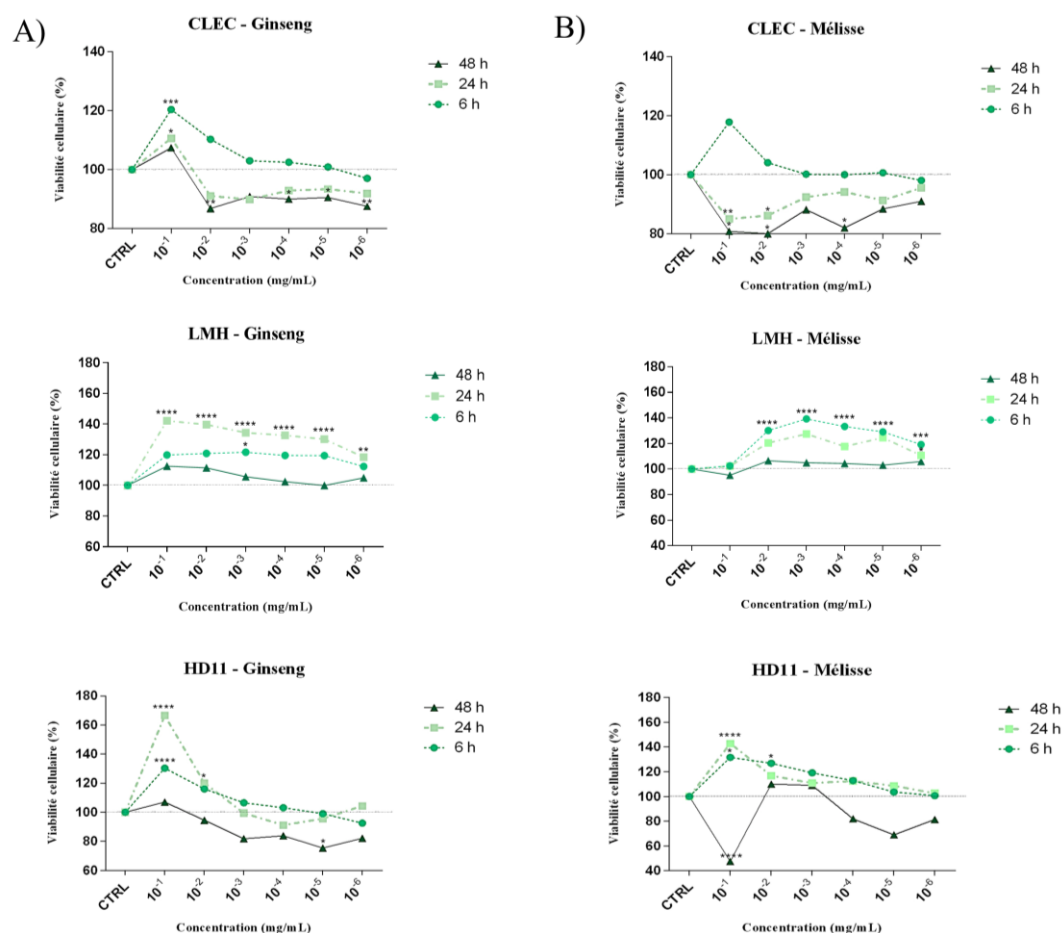 A)
CLEC - Ginseng
Viabilité cellulaire (%)
140
120
100
80
***
*
**
*
*
**
CTRL
10-1
10-2
10-3
10-4
10-5
10-6
Concentration (mg/mL)
48 h
24 h
6 h
B)
CLEC - Mélisse
Viabilité cellulaire (%)
140
120
100
80
**
*
*
*
*
CTRL
10-1
10-2
10-3
10-4
10-5
10-6
Concentration (mg/mL)
48 h
24 h
6 h
LMH - Ginseng
Viabilité cellulaire (%)
180
160
140
120
100
80
60
****
****
****
****
****
**
*
CTRL
10-1
10-2
10-3
10-4
10-5
10-6
Concentration (mg/mL)
48 h
24 h
6 h
LMH - Mélisse
Viabilité cellulaire (%)
180
160
140
120
100
80
60
40
****
****
****
****
***
*
CTRL
10-1
10-2
10-3
10-4
10-5
10-6
Concentration (mg/mL)
48 h
24 h
6 h
HD11 - Ginseng
Viabilité cellulaire (%)
180
160
140
120
100
80
60
****
****
*
*
CTRL
10-1
10-2
10-3
10-4
10-5
10-6
Concentration (mg/mL)
48 h
24 h
6 h
HD11 - Mélisse
Viabilité cellulaire (%)
180
160
140
120
100
80
60
40
****
*
*
****
CTRL
10-1
10-2
10-3
10-4
10-5
10-6
Concentration (mg/mL)
48 h
24 h
6 h